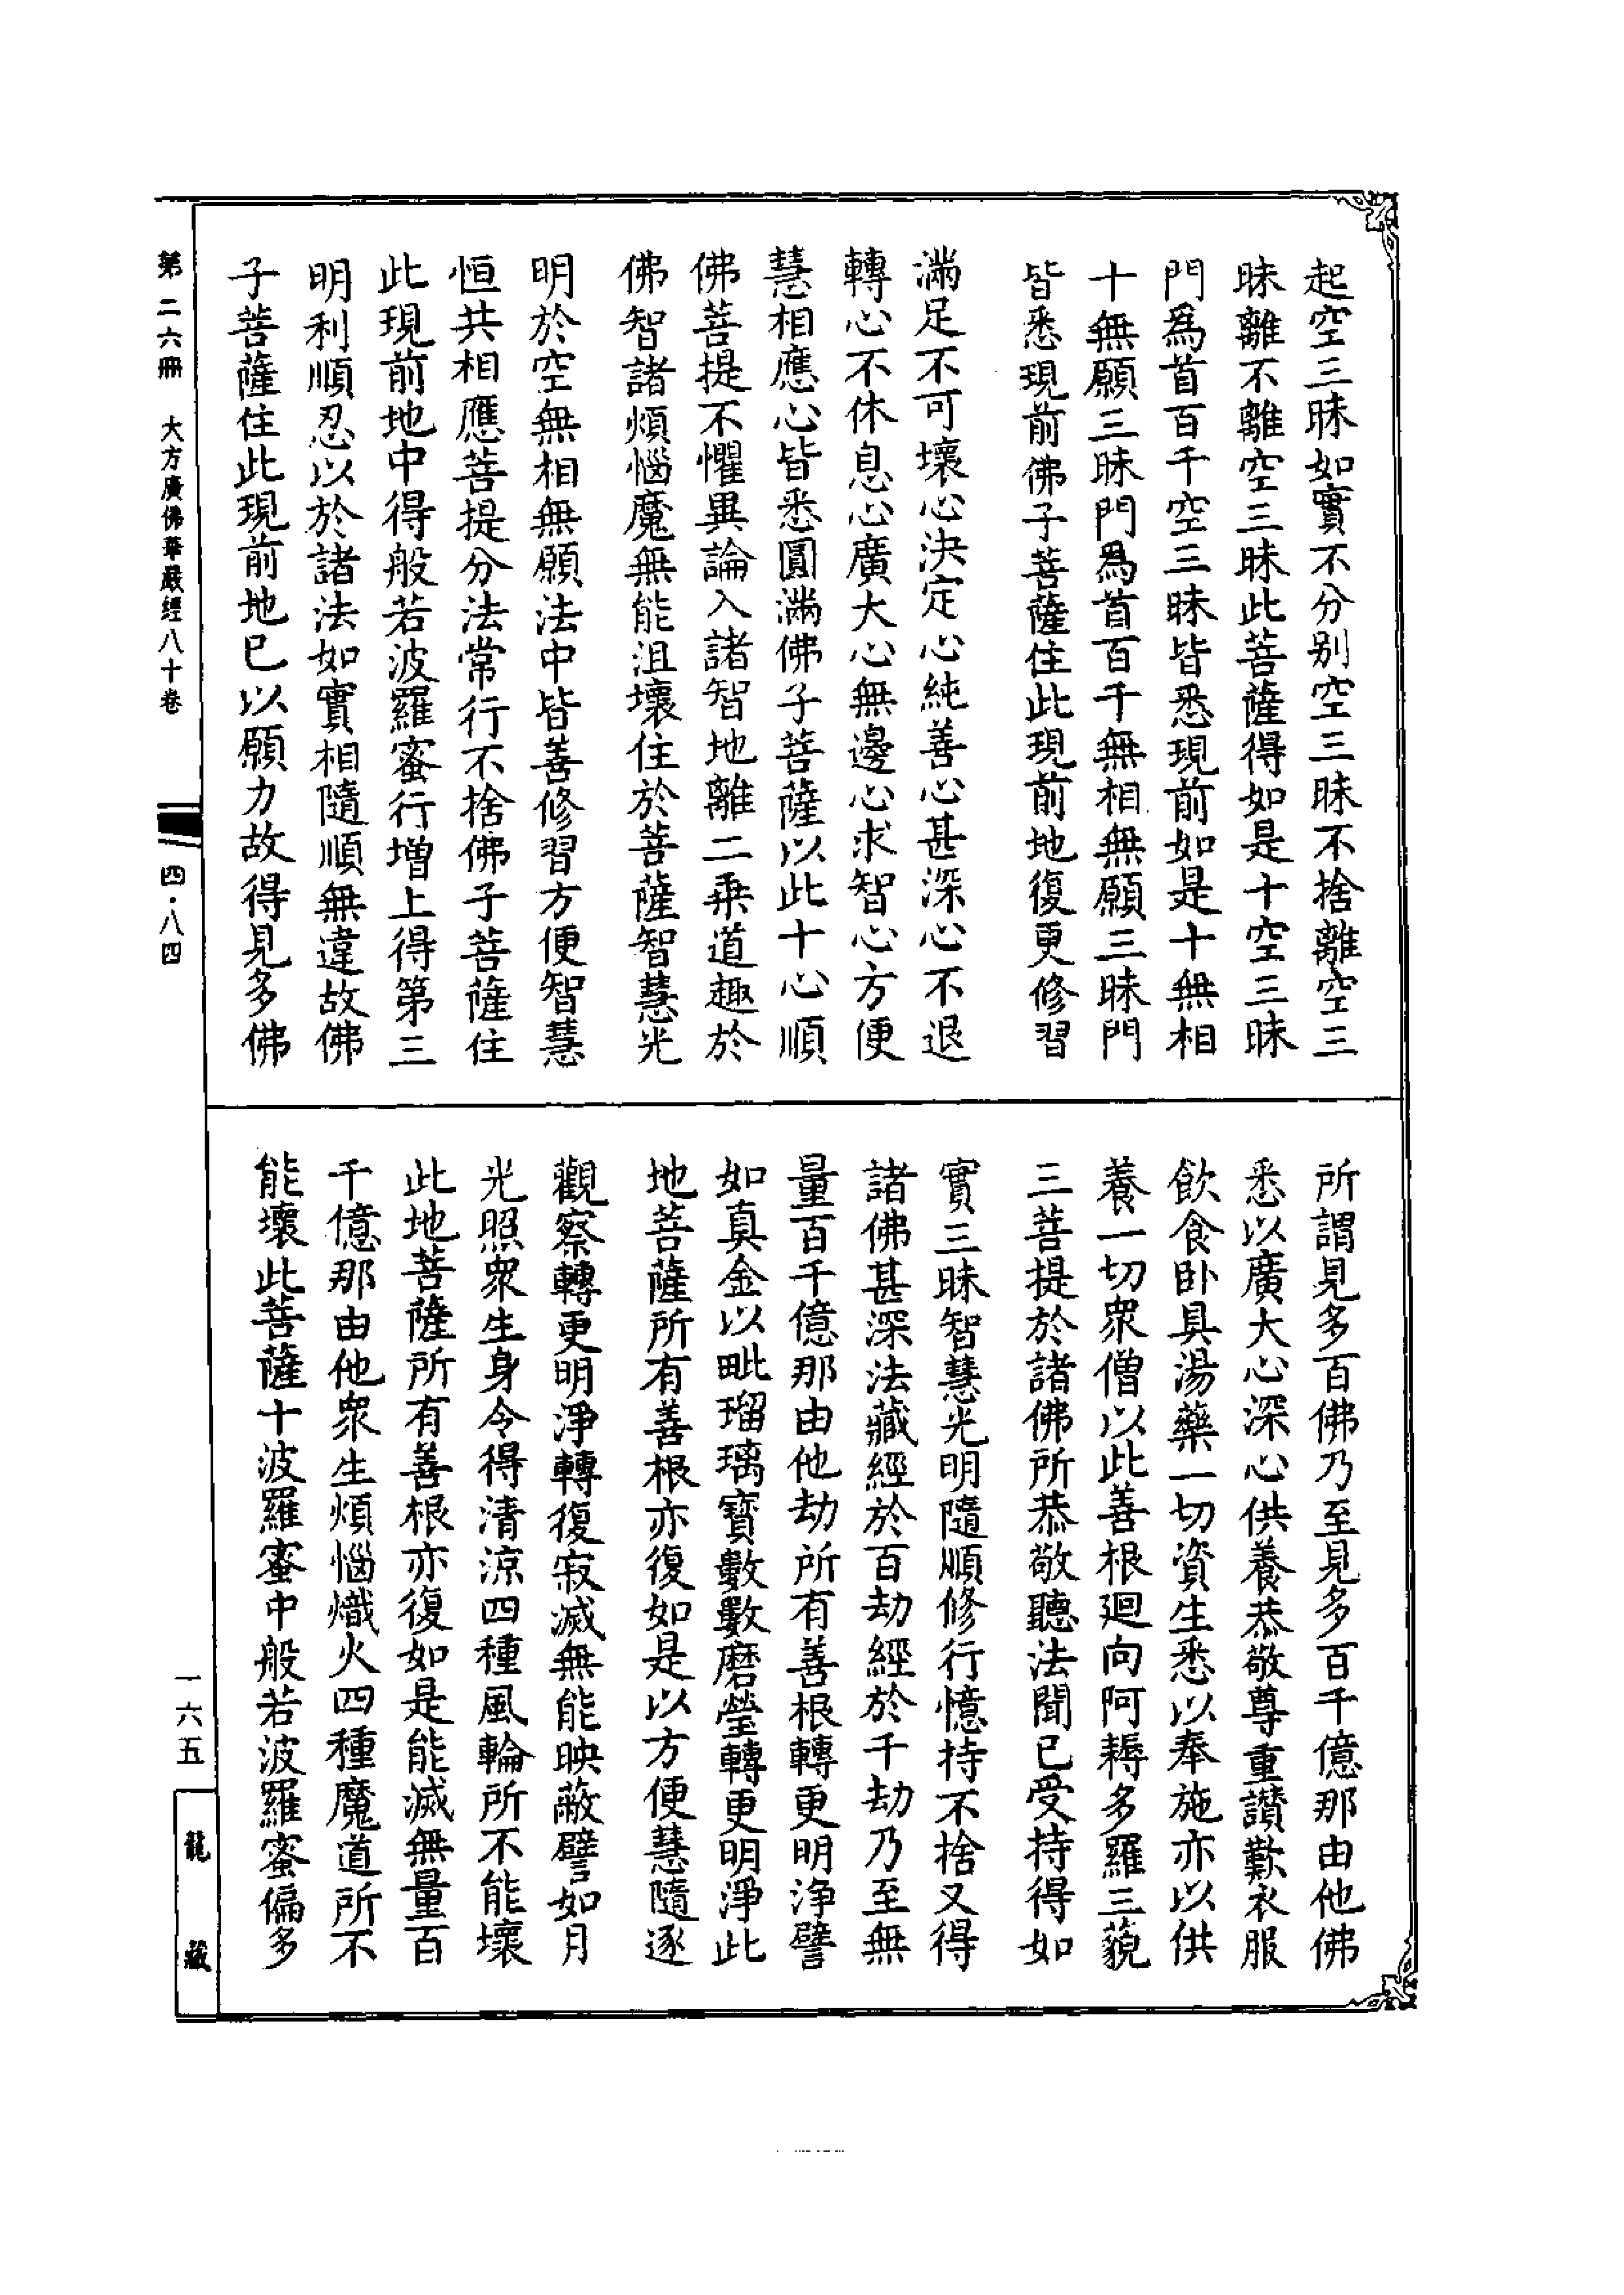 起空三昧如實不分别空三昧不捨離空三
昧離不離空三昧此菩薩得如是十空三昧
門爲首百千空三昧皆悉現前如是十無相
十無願三昧門爲首百千無相無願三昧門
皆悉現前佛子菩薩住此現前地復更修習
滿足不可壞心決定心純善心甚深心不退
轉心不休息心廣大心無邊心求智心方便
慧相應心皆悉圓滿佛子菩薩以此十心順
佛菩提不懼異論入諸智地離二乘道趣於
佛智諸煩惱魔無能沮壞住於菩薩智慧光
明於空無相無願法中皆善修習方便智慧
恒共相應菩提分法常行不捨佛子菩薩住
此現前地中得般若波羅蜜行增上得第三
明利順忍以於諸法如實相隨順無違故佛
子菩薩住此現前地已以願力故得見多佛
所謂見多百佛乃至見多百千億那由他佛
悉以廣大心深心供養恭敬尊重讃歎衣服
飲食卧具湯藥一切資生悉以奉施亦以供
養一切衆僧以此善根廻向阿耨多羅三藐
三菩提於諸佛所恭敬聽法聞已受持得如
實三昧智慧光明隨順修行憶持不捨又得
諸佛甚深法藏經於百劫經於千劫乃至無
量百千億那由他劫所有善根轉更明淨譬
如真金以毗瑠璃寶數數磨瑩轉更明淨此
地菩薩所有善根亦復如是以方便慧隨逐
觀察轉更明淨轉復寂滅無能映蔽譬如月
光照衆生身令得清涼四種風輪所不能壞
此地菩薩所有善根亦復如是能滅無量百
千億那由他衆生煩惱熾火四種魔道所不
能壞此菩薩十波羅蜜中般若波羅蜜偏多
第二六冊 大方廣佛華嚴經八十卷
四·八四
一六五
龍藏